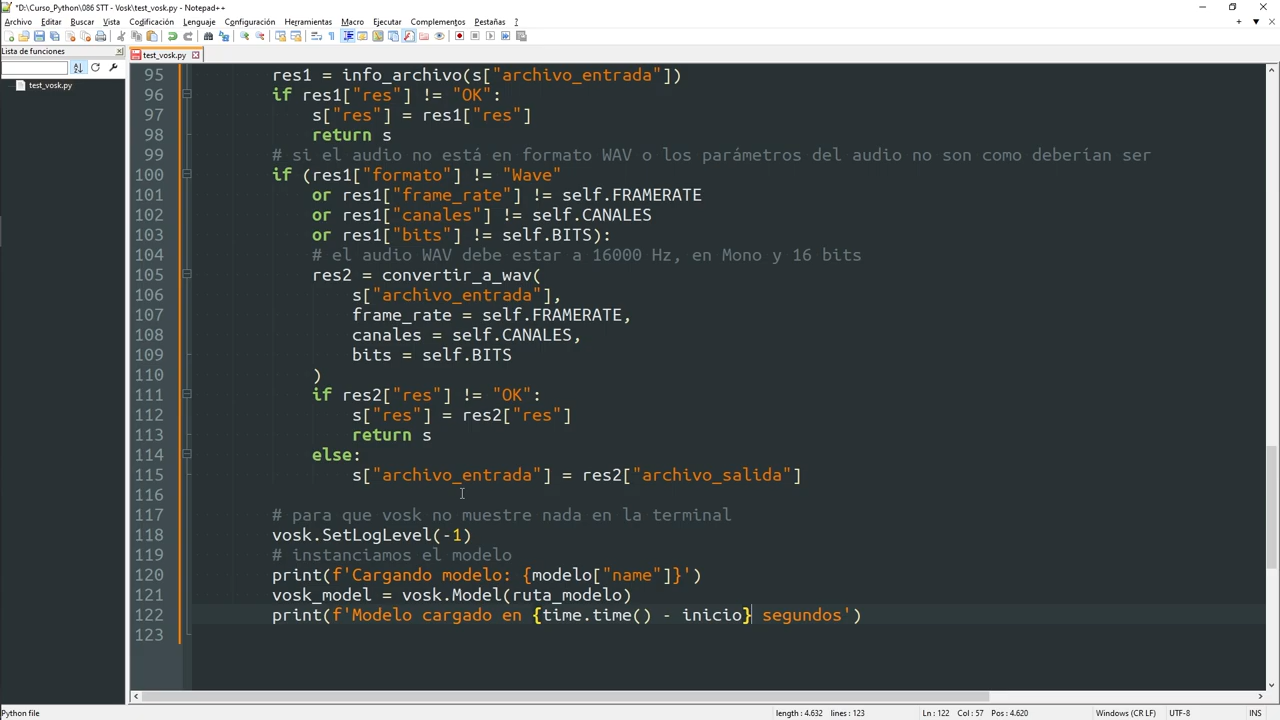 *D:\Curso_Python\086 STT - Vosk\test_vosk.py - Notepad++
Archivo Editar Buscar Vista Codificación Lenguaje Configuración Herramientas Macro Ejecutar Complementos Pestañas ?
Lista de funciones
test_vosk.py
test_vosk.py
95 res1 = info_archivo(s["archivo_entrada"])
96 if res1["res"] != "OK":
97 s["res"] = res1["res"]
98 return s
99 # si el audio no está en formato WAV o los parámetros del audio no son como deberían ser
100 if (res1["formato"] != "Wave"
101 or res1["frame_rate"] != self.FRAMERATE
102 or res1["canales"] != self.CANALES
103 or res1["bits"] != self.BITS):
104 # el audio WAV debe estar a 16000 Hz, en Mono y 16 bits
105 res2 = convertir_a_wav(
106 s["archivo_entrada"],
107 frame_rate = self.FRAMERATE,
108 canales = self.CANALES,
109 bits = self.BITS
110 )
111 if res2["res"] != "OK":
112 s["res"] = res2["res"]
113 return s
114 else:
115 s["archivo_entrada"] = res2["archivo_salida"]
116
117 # para que vosk no muestre nada en la terminal
118 vosk.SetLogLevel(-1)
119 # instanciamos el modelo
120 print(f'Cargando modelo: {modelo["name"]}')
121 vosk_model = vosk.Model(ruta_modelo)
122 print(f'Modelo cargado en {time.time() - inicio} segundos')
123
Python file length : 4.632 lines : 123 Ln : 122 Col : 57 Pos : 4.620 Windows (CR LF) UTF-8 INS